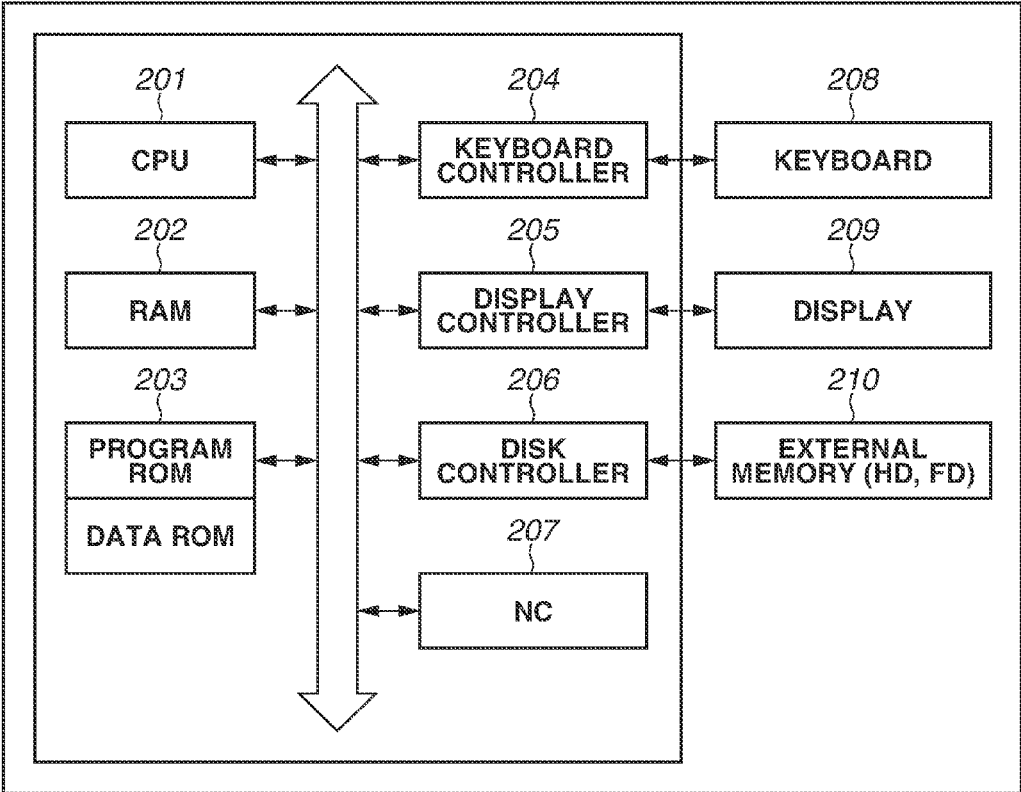 201
CPU
202
RAM
203
PROGRAM
ROM
DATA ROM
204
KEYBOARD
CONTROLLER
205
DISPLAY
CONTROLLER
206
DISK
CONTROLLER
207
NC
208
KEYBOARD
209
DISPLAY
210
EXTERNAL
MEMORY (HD, FD)